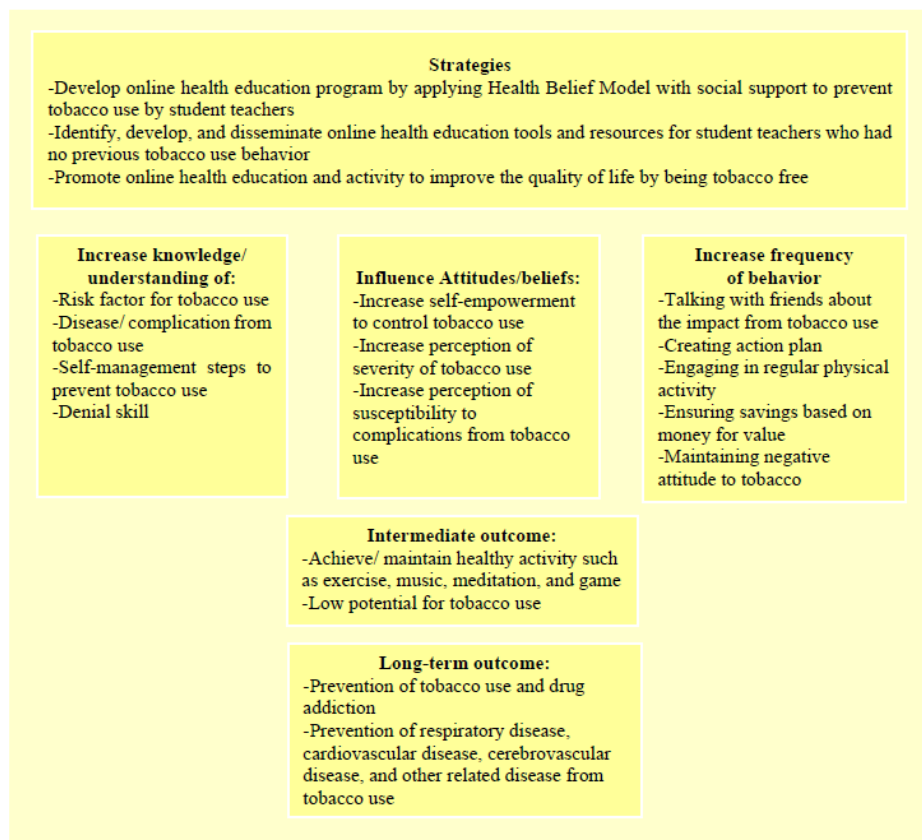 Strategies
-Develop online health education program by applying Health Belief Model with social support to prevent
tobacco use by student teachers
-Identify, develop, and disseminate online health education tools and resources for student teachers who had
no previous tobacco use behavior
-Promote online health education and activity to improve the quality of life by being tobacco free
Increase knowledge/
understanding of:
-Risk factor for tobacco use
-Disease/ complication from
tobacco use
-Self-management steps to
prevent tobacco use
-Denial skill
Influence Attitudes/beliefs:
-Increase self-empowerment
to control tobacco use
-Increase perception of
severity of tobacco use
-Increase perception of
susceptibility to
complications from tobacco
use
Increase frequency
of behavior
-Talking with friends about
the impact from tobacco use
-Creating action plan
-Engaging in regular physical
activity
-Ensuring savings based on
money for value
-Maintaining negative
attitude to tobacco
Intermediate outcome:
-Achieve/ maintain healthy activity such
as exercise, music, meditation, and game
-Low potential for tobacco use
Long-term outcome:
-Prevention of tobacco use and drug
addiction
-Prevention of respiratory disease,
cardiovascular disease, cerebrovascular
disease, and other related disease from
tobacco use